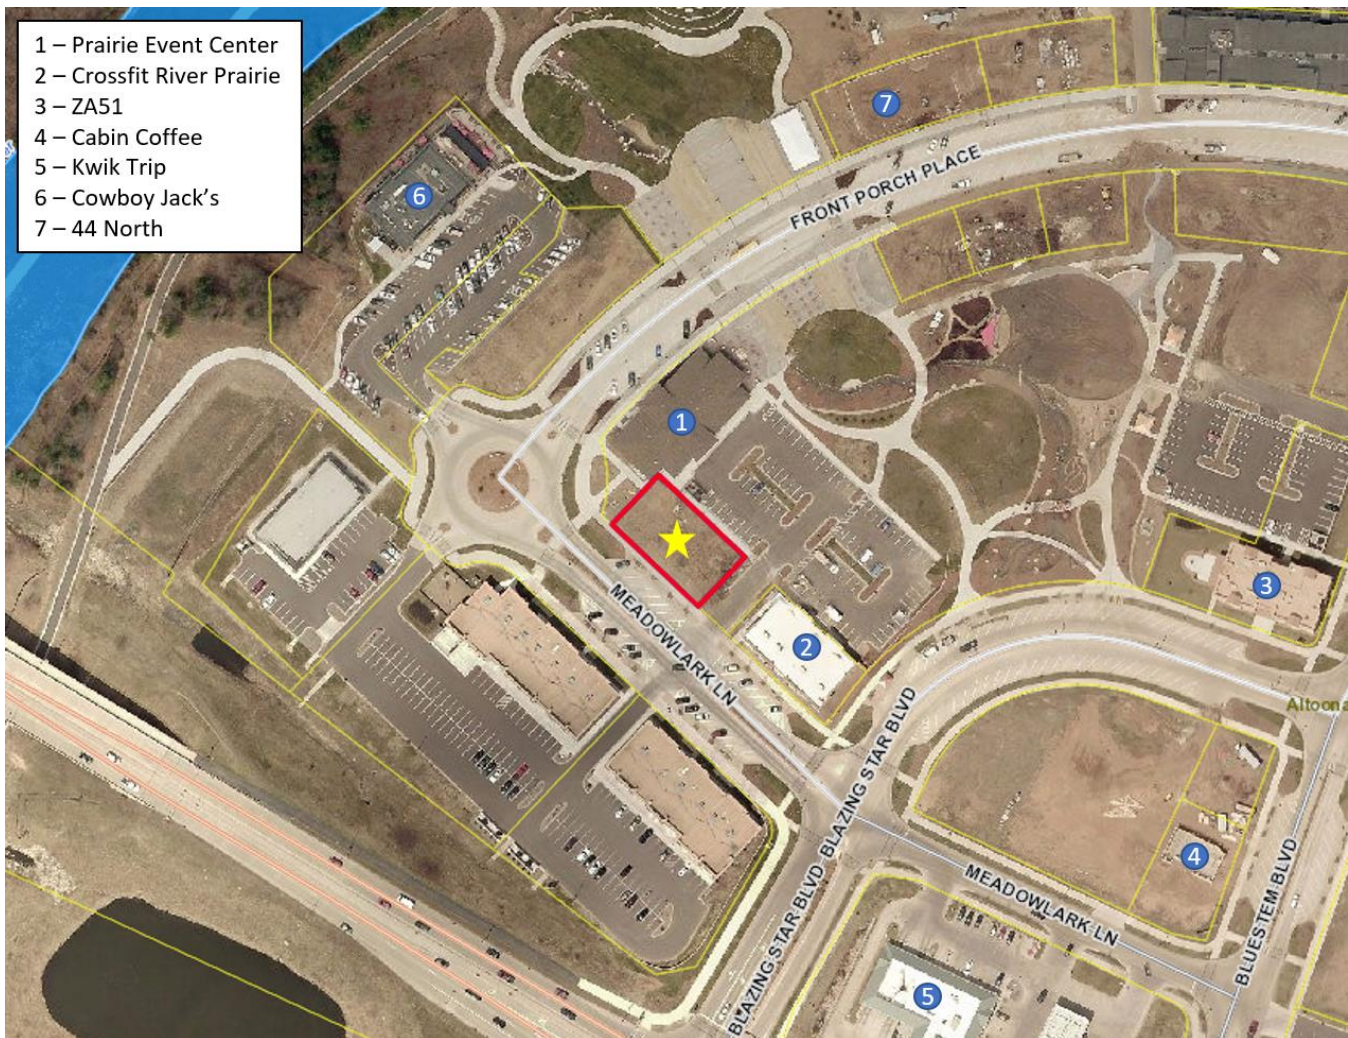 1 – Prairie Event Center
2 – Crossfit River Prairie
3 – ZA51
4 – Cabin Coffee
5 – Kwik Trip
6 – Cowboy Jack's
7 – 44 North
7
6
FRONT PORCH PLACE
1
3
MEADOWLARK LN
2
Altoona
BLAZING STAR BLVD
BLAZING STAR BLVD
4
MEADOWLARK LN
BLUESTEM BLVD
5